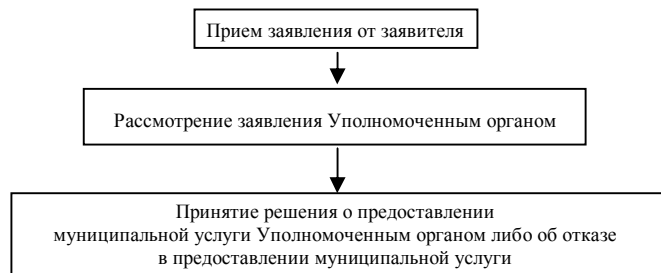 Прием заявления от заявителя
Рассмотрение заявления Уполномоченным органом
Принятие решения о предоставлении
муниципальной услуги Уполномоченным органом либо об отказе
в предоставлении муниципальной услуги